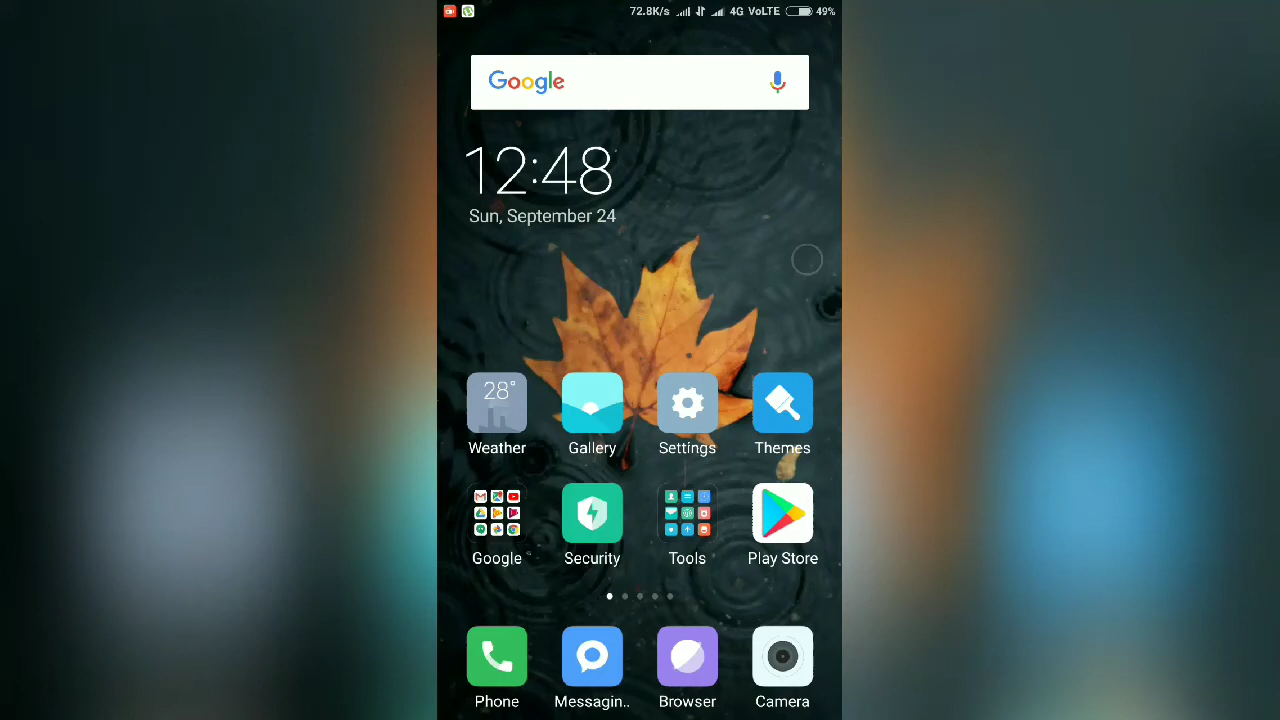 72.8K/s 4G VoLTE 49%
Google
12:48
Sun, September 24
28°
Weather Gallery Settings Themes
Google Security Tools Play Store
Phone Messagin.. Browser Camera